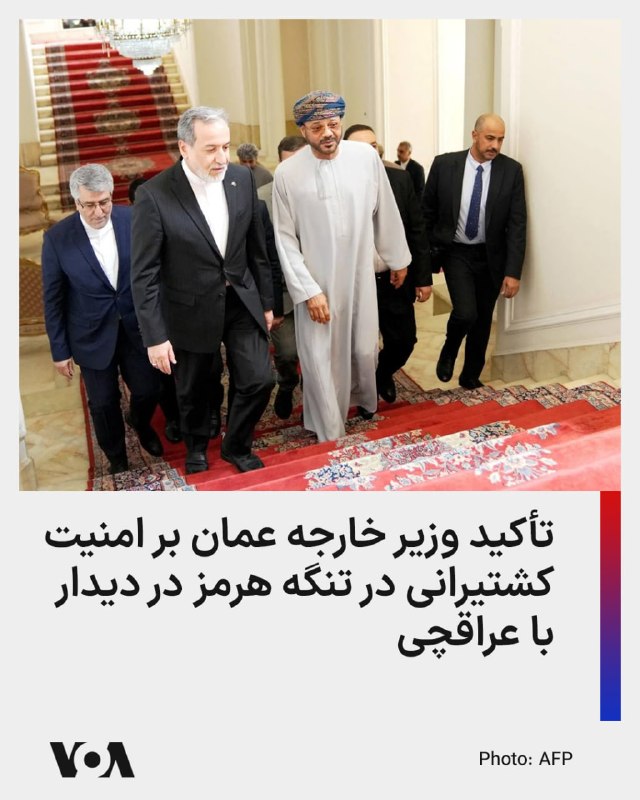 تأکید وزیر خارجه عمان بر امنیت
کشتیرانی در تنگه هرمز در دیدار
با عراقچی
VOA
Photo: AFP